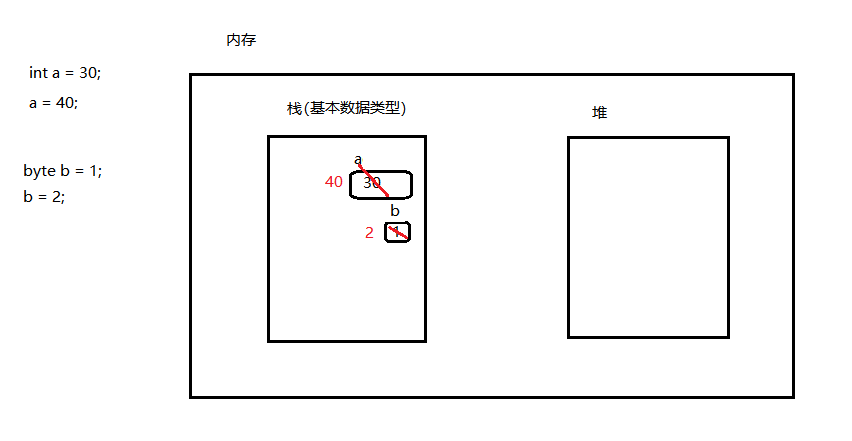 内存
int a = 30;
a = 40;
栈(基本数据类型)
堆
a
40 30
byte b = 1;
b = 2;
b
2 1